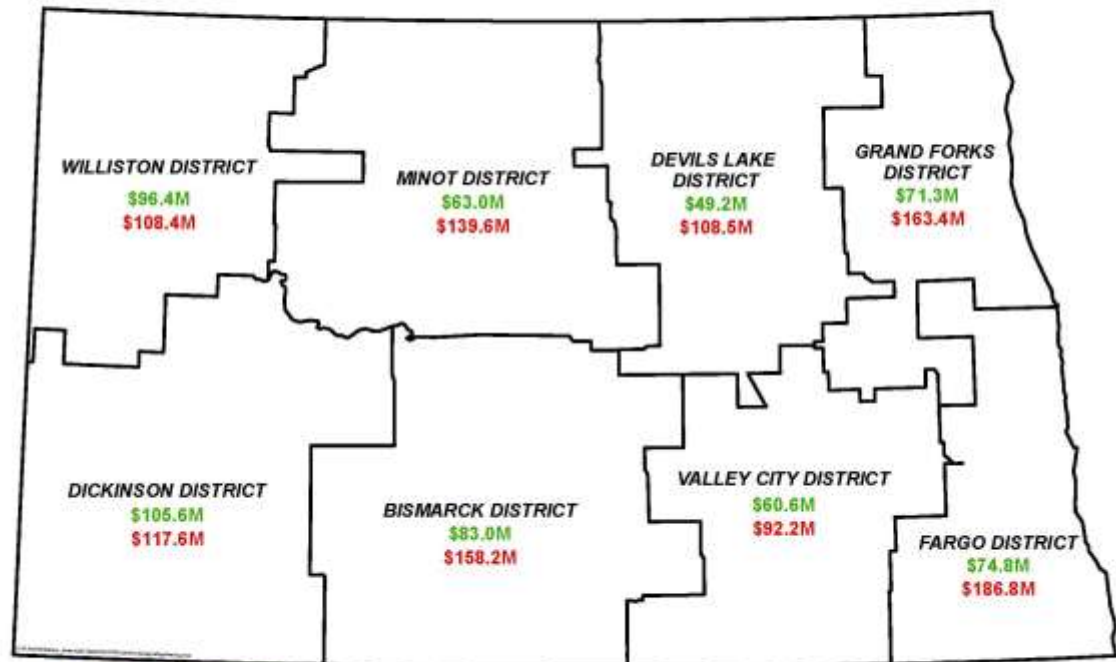 WILLISTON DISTRICT
$96.4M
$108.4M
MINOT DISTRICT
$63.0M
$139.6M
DEVILS LAKE
DISTRICT
$49.2M
$108.5M
GRAND FORKS
DISTRICT
$71.3M
$163.4M
DICKINSON DISTRICT
$105.6M
$117.6M
BISMARCK DISTRICT
$83.0M
$158.2M
VALLEY CITY DISTRICT
$60.6M
$92.2M
FARGO DISTRICT
$74.8M
$186.8M